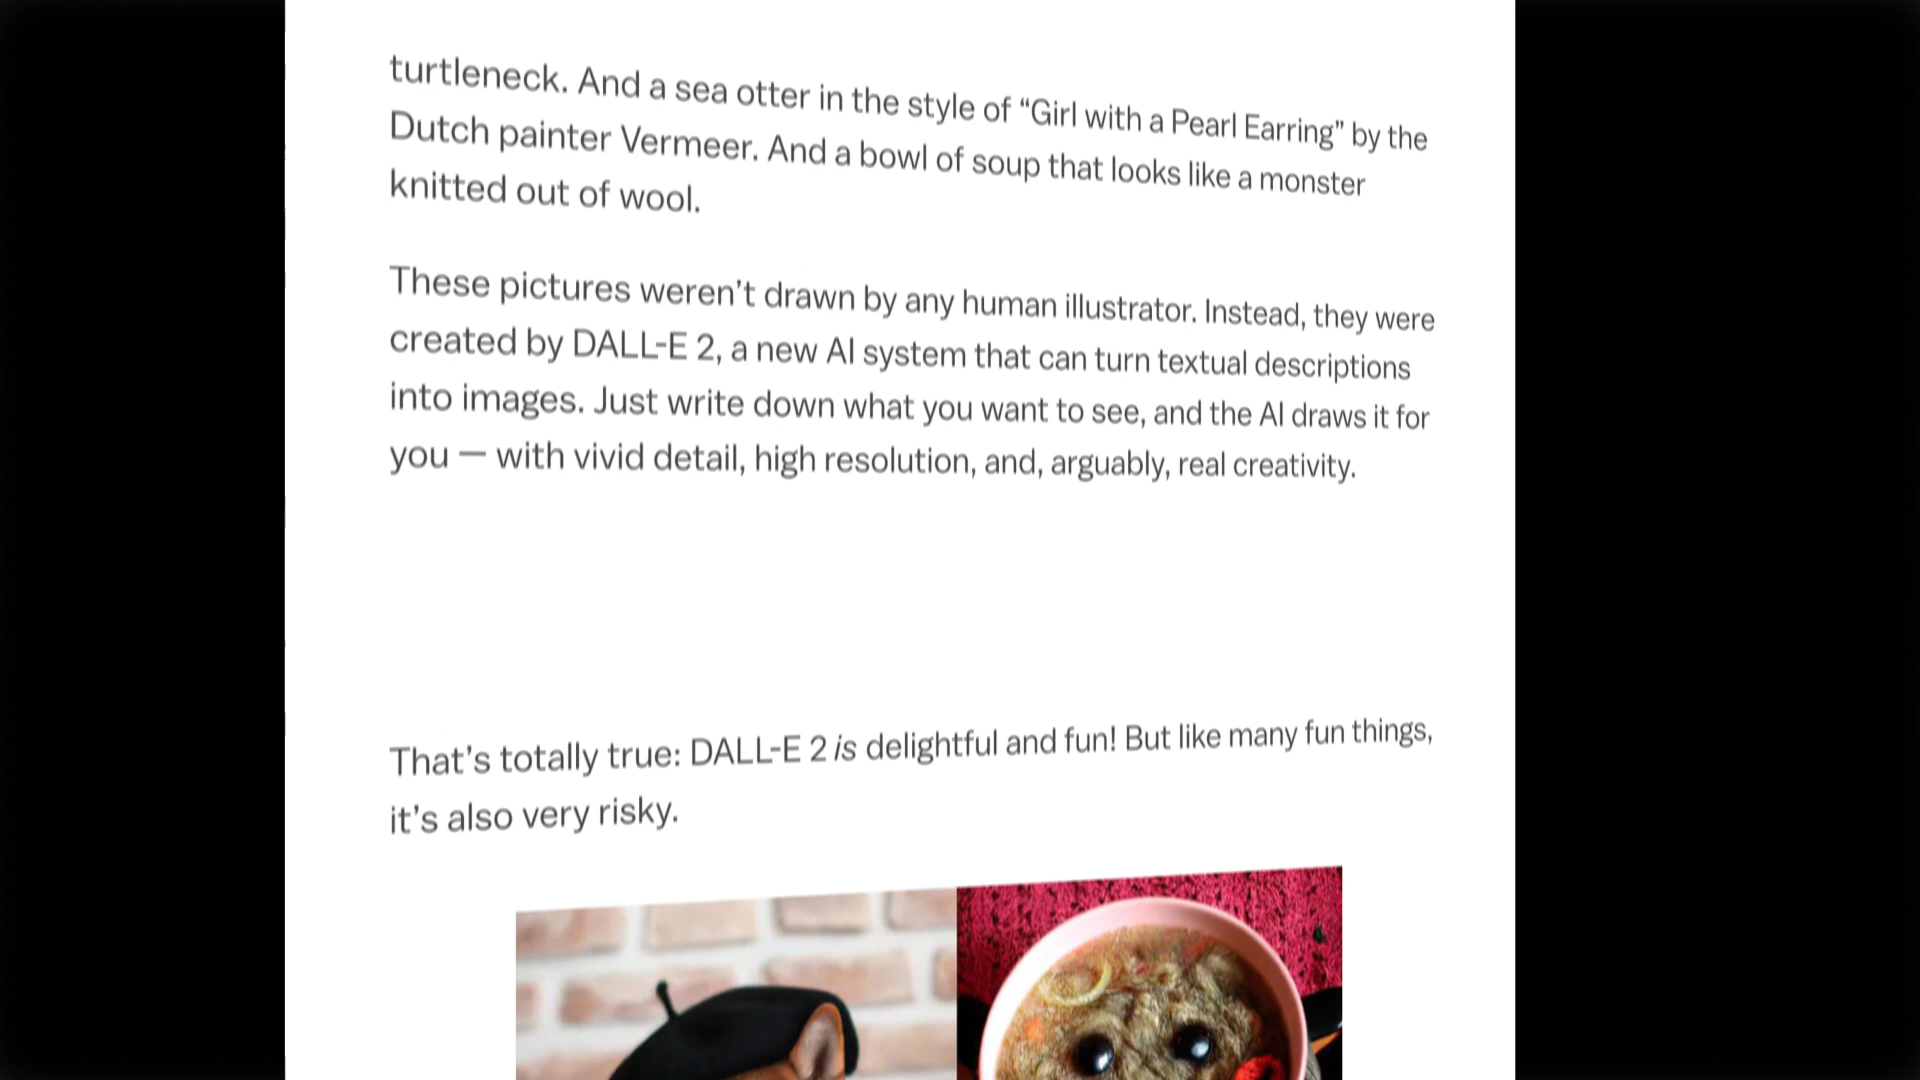 turtleneck. And a sea otter in the style of “Girl with a Pearl Earring” by the
Dutch painter Vermeer. And a bowl of soup that looks like a monster
knitted out of wool.
These pictures weren’t drawn by any human illustrator. Instead, they were
created by DALL-E 2, a new AI system that can turn textual descriptions
into images. Just write down what you want to see, and the AI draws it for
you — with vivid detail, high resolution, and, arguably, real creativity.
That’s totally true: DALL-E 2 is delightful and fun! But like many fun things,
it’s also very risky.